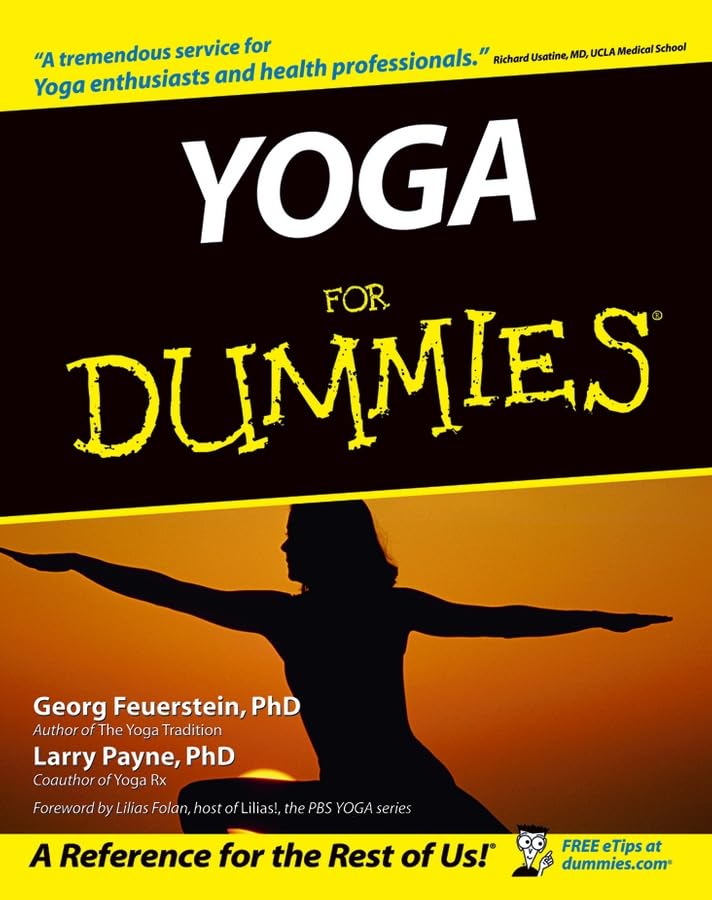 “A tremendous service for
Yoga enthusiasts and health professionals.” Richard Usatine, MD, UCLA Medical School
YOGA
FOR
DUMMIES®
Georg Feuerstein, PhD
Author of The Yoga Tradition
Larry Payne, PhD
Coauthor of Yoga Rx
Foreword by Lilias Folan, host of Lilias!, the PBS YOGA series
A Reference for the Rest of Us!®
FREE eTips at
dummies.com®